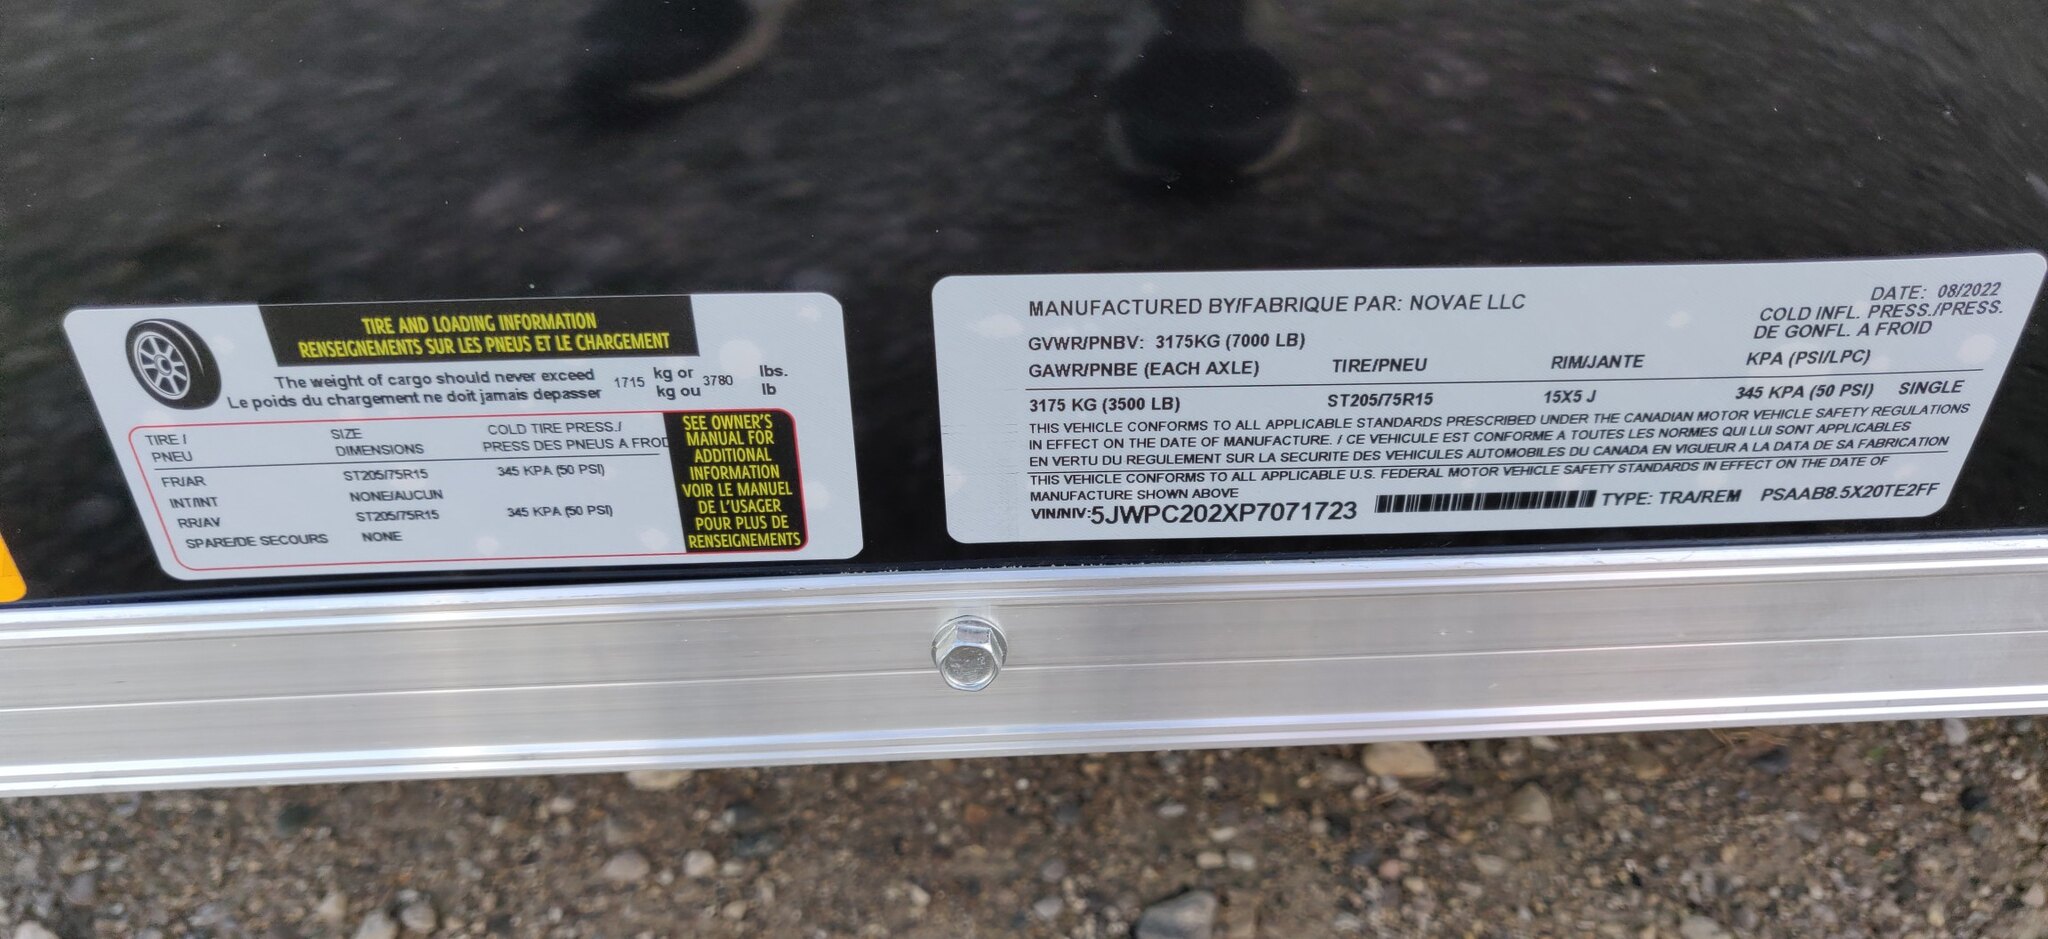 TIRE AND LOADING INFORMATION
RENSEIGNEMENTS SUR LES PNEUS ET LE CHARGEMENT
The weight of cargo should never exceed 1715 kg or 3780 lbs.
Le poids du chargement ne doit jamais depasser kg ou lb
TIRE / SIZE COLD TIRE PRESS./
PNEU DIMENSIONS PRESS DES PNEUS A FROID
FR/AR ST205/75R15 345 KPA (50 PSI)
INT/INT NONE/AUCUN
RR/AV ST205/75R15 345 KPA (50 PSI)
SPARE/DE SECOURS NONE
SEE OWNER'S
MANUAL FOR
ADDITIONAL
INFORMATION
VOIR LE MANUEL
DE L'USAGER
POUR PLUS DE
RENSEIGNEMENTS
MANUFACTURED BY/FABRIQUE PAR: NOVAE LLC
DATE: 08/2022
GVWR/PNBV: 3175KG (7000 LB)
COLD INFL. PRESS./PRESS.
DE GONFL. A FROID
GAWR/PNBE (EACH AXLE) TIRE/PNEU RIM/JANTE KPA (PSI/LPC)
3175 KG (3500 LB) ST205/75R15 15X5 J 345 KPA (50 PSI) SINGLE
THIS VEHICLE CONFORMS TO ALL APPLICABLE STANDARDS PRESCRIBED UNDER THE CANADIAN MOTOR VEHICLE SAFETY REGULATIONS
IN EFFECT ON THE DATE OF MANUFACTURE. / CE VEHICULE EST CONFORME A TOUTES LES NORMES QUI LUI SONT APPLICABLES
EN VERTU DU REGULEMENT SUR LA SECURITE DES VEHICULES AUTOMOBILES DU CANADA EN VIGUEUR A LA DATA DE SA FABRICATION
THIS VEHICLE CONFORMS TO ALL APPLICABLE U.S. FEDERAL MOTOR VEHICLE SAFETY STANDARDS IN EFFECT ON THE DATE OF
MANUFACTURE SHOWN ABOVE
VIN/NIV: 5JWPC202XP7071723 TYPE: TRA/REM PSAAB8.5X20TE2FF